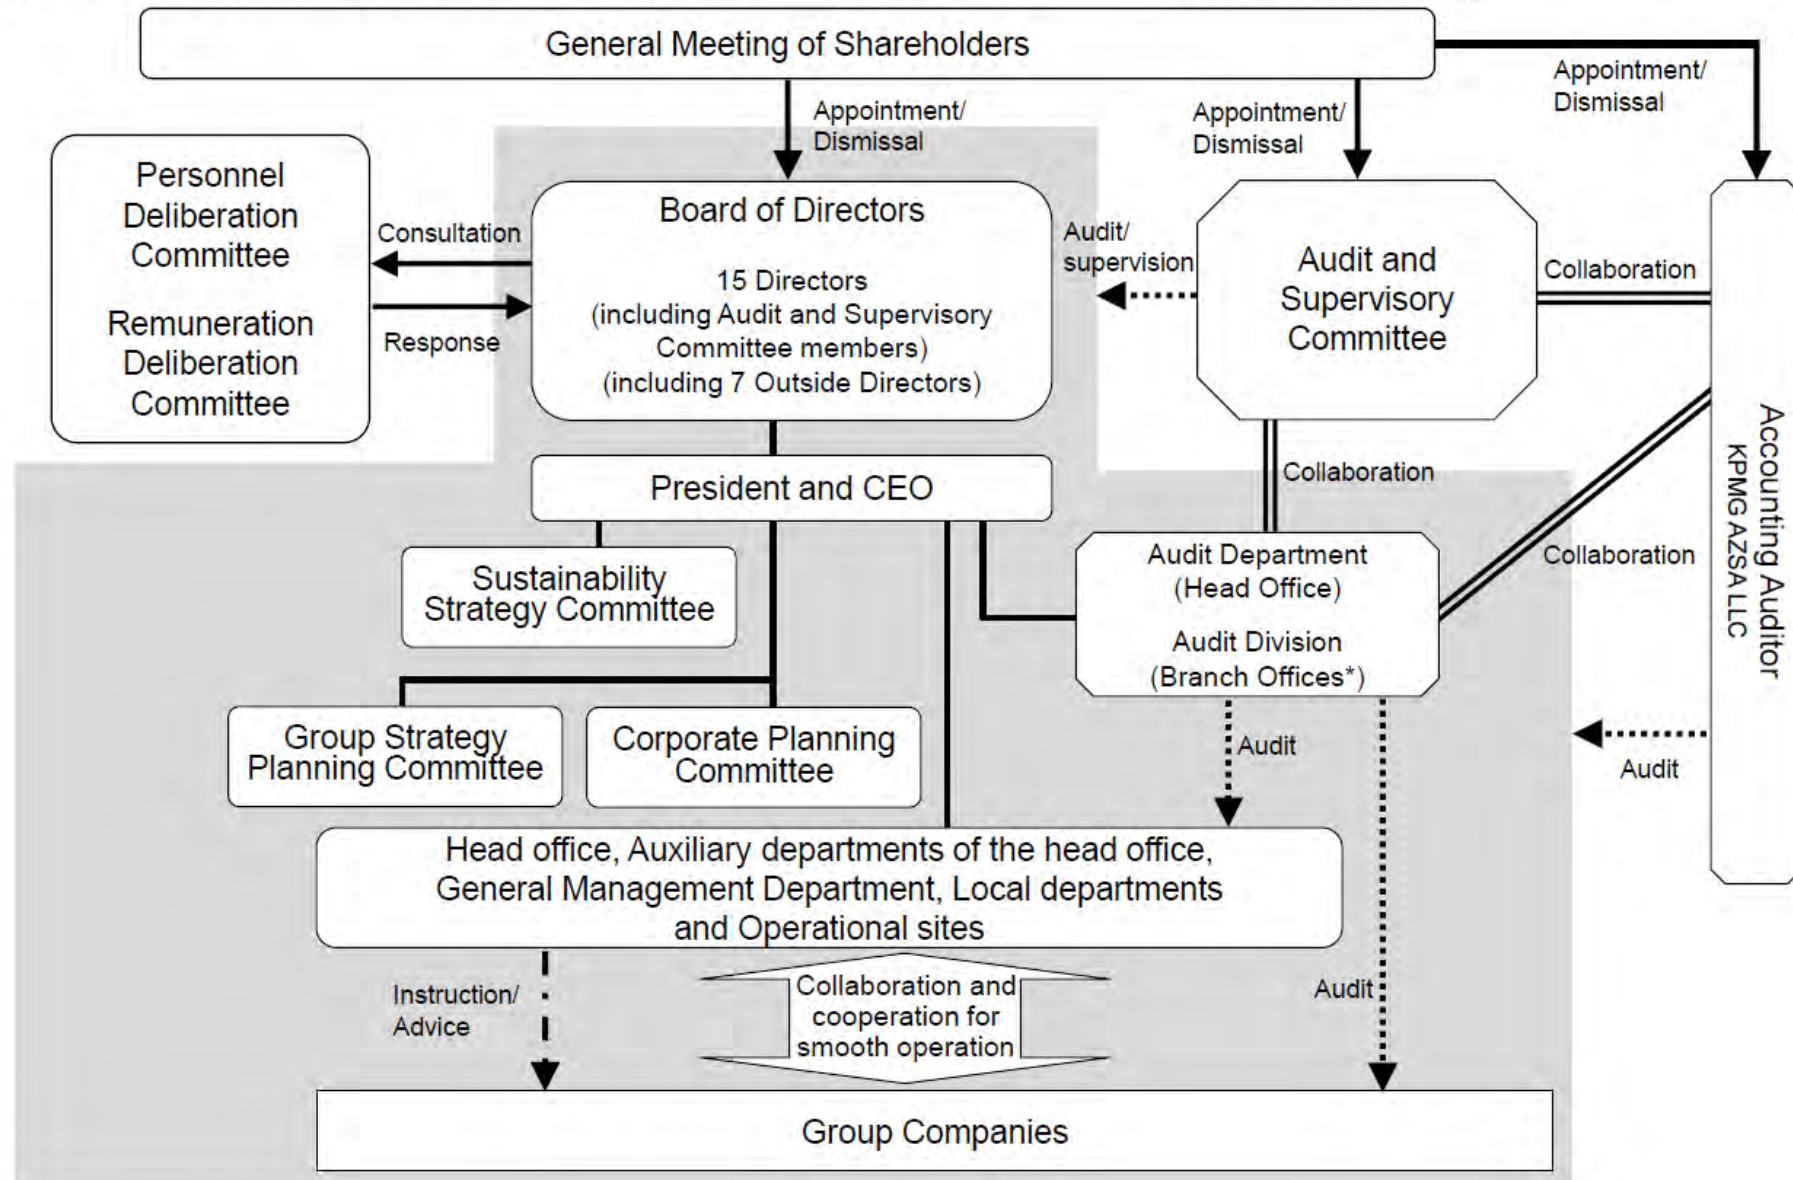 General Meeting of Shareholders
Appointment/
Dismissal
Appointment/
Dismissal
Appointment/
Dismissal
Personnel
Deliberation
Committee
Remuneration
Deliberation
Committee
Consultation
Response
Board of Directors
15 Directors
(including Audit and Supervisory
Committee members)
(including 7 Outside Directors)
Audit/
supervision
Audit and
Supervisory
Committee
Collaboration
Accounting Auditor
KPMG AZSA LLC
President and CEO
Collaboration
Collaboration
Sustainability
Strategy Committee
Audit Department
(Head Office)
Audit Division
(Branch Offices*)
Group Strategy
Planning Committee
Corporate Planning
Committee
Audit
Audit
Head office, Auxiliary departments of the head office,
General Management Department, Local departments
and Operational sites
Instruction/
Advice
Collaboration and
cooperation for
smooth operation
Audit
Group Companies